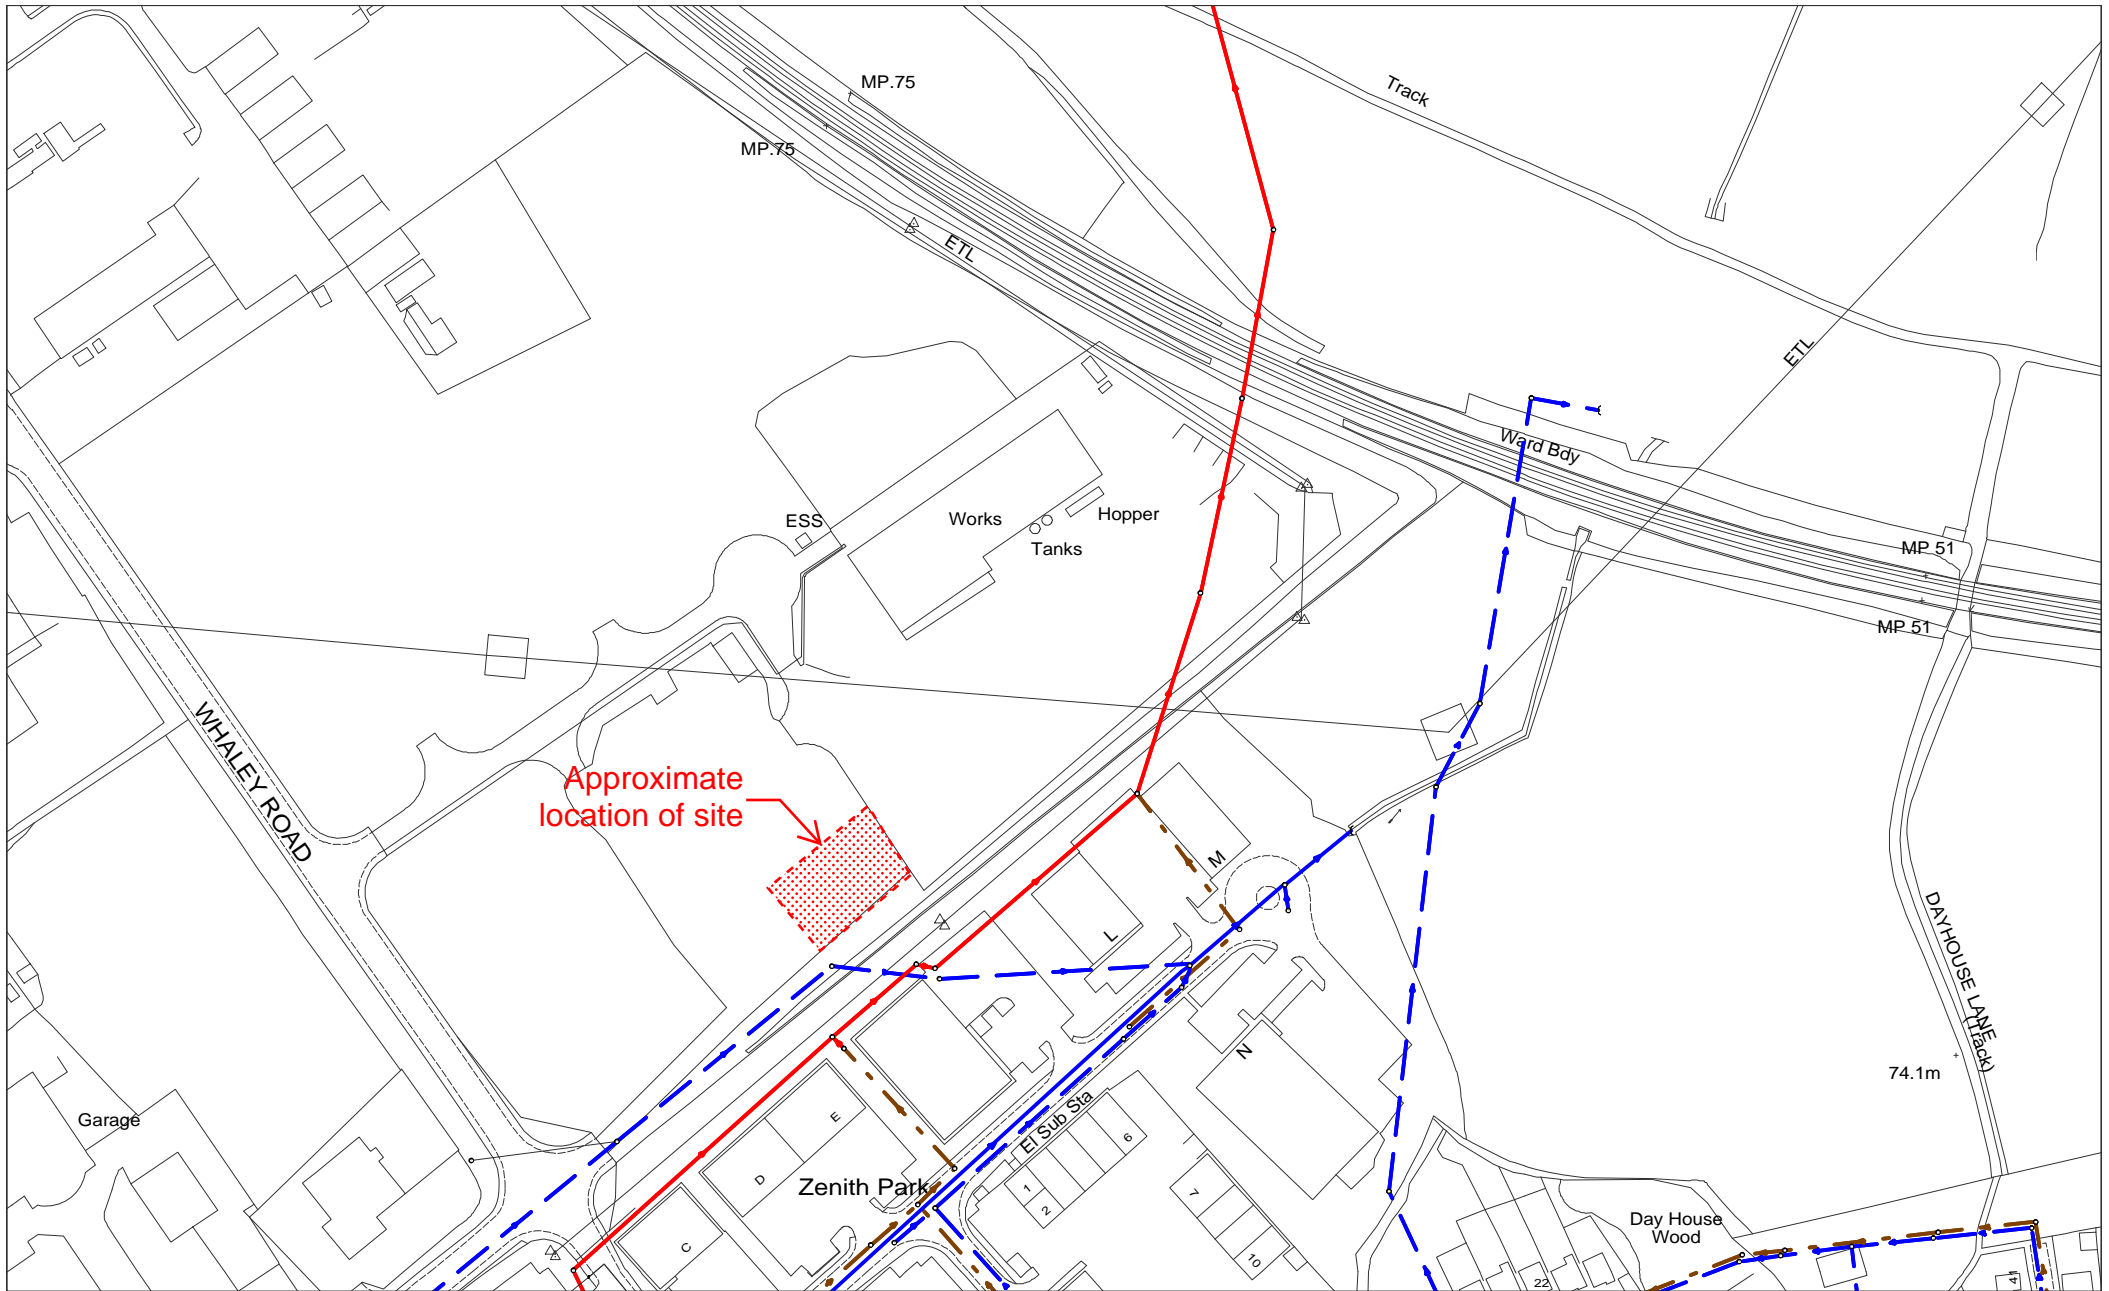 MP.75
Track
MP.75
ETL
ETL
Ward Bdy
ESS
Works
Hopper
Tanks
MP 51
MP 51
WHALEY ROAD
Approximate
location of site
M
L
DAYHOUSE LANE
(Track)
74.1m
N
Garage
El Sub Sta
E
D
C
Zenith Park
6
1
2
7
10
Day House
Wood
22
41